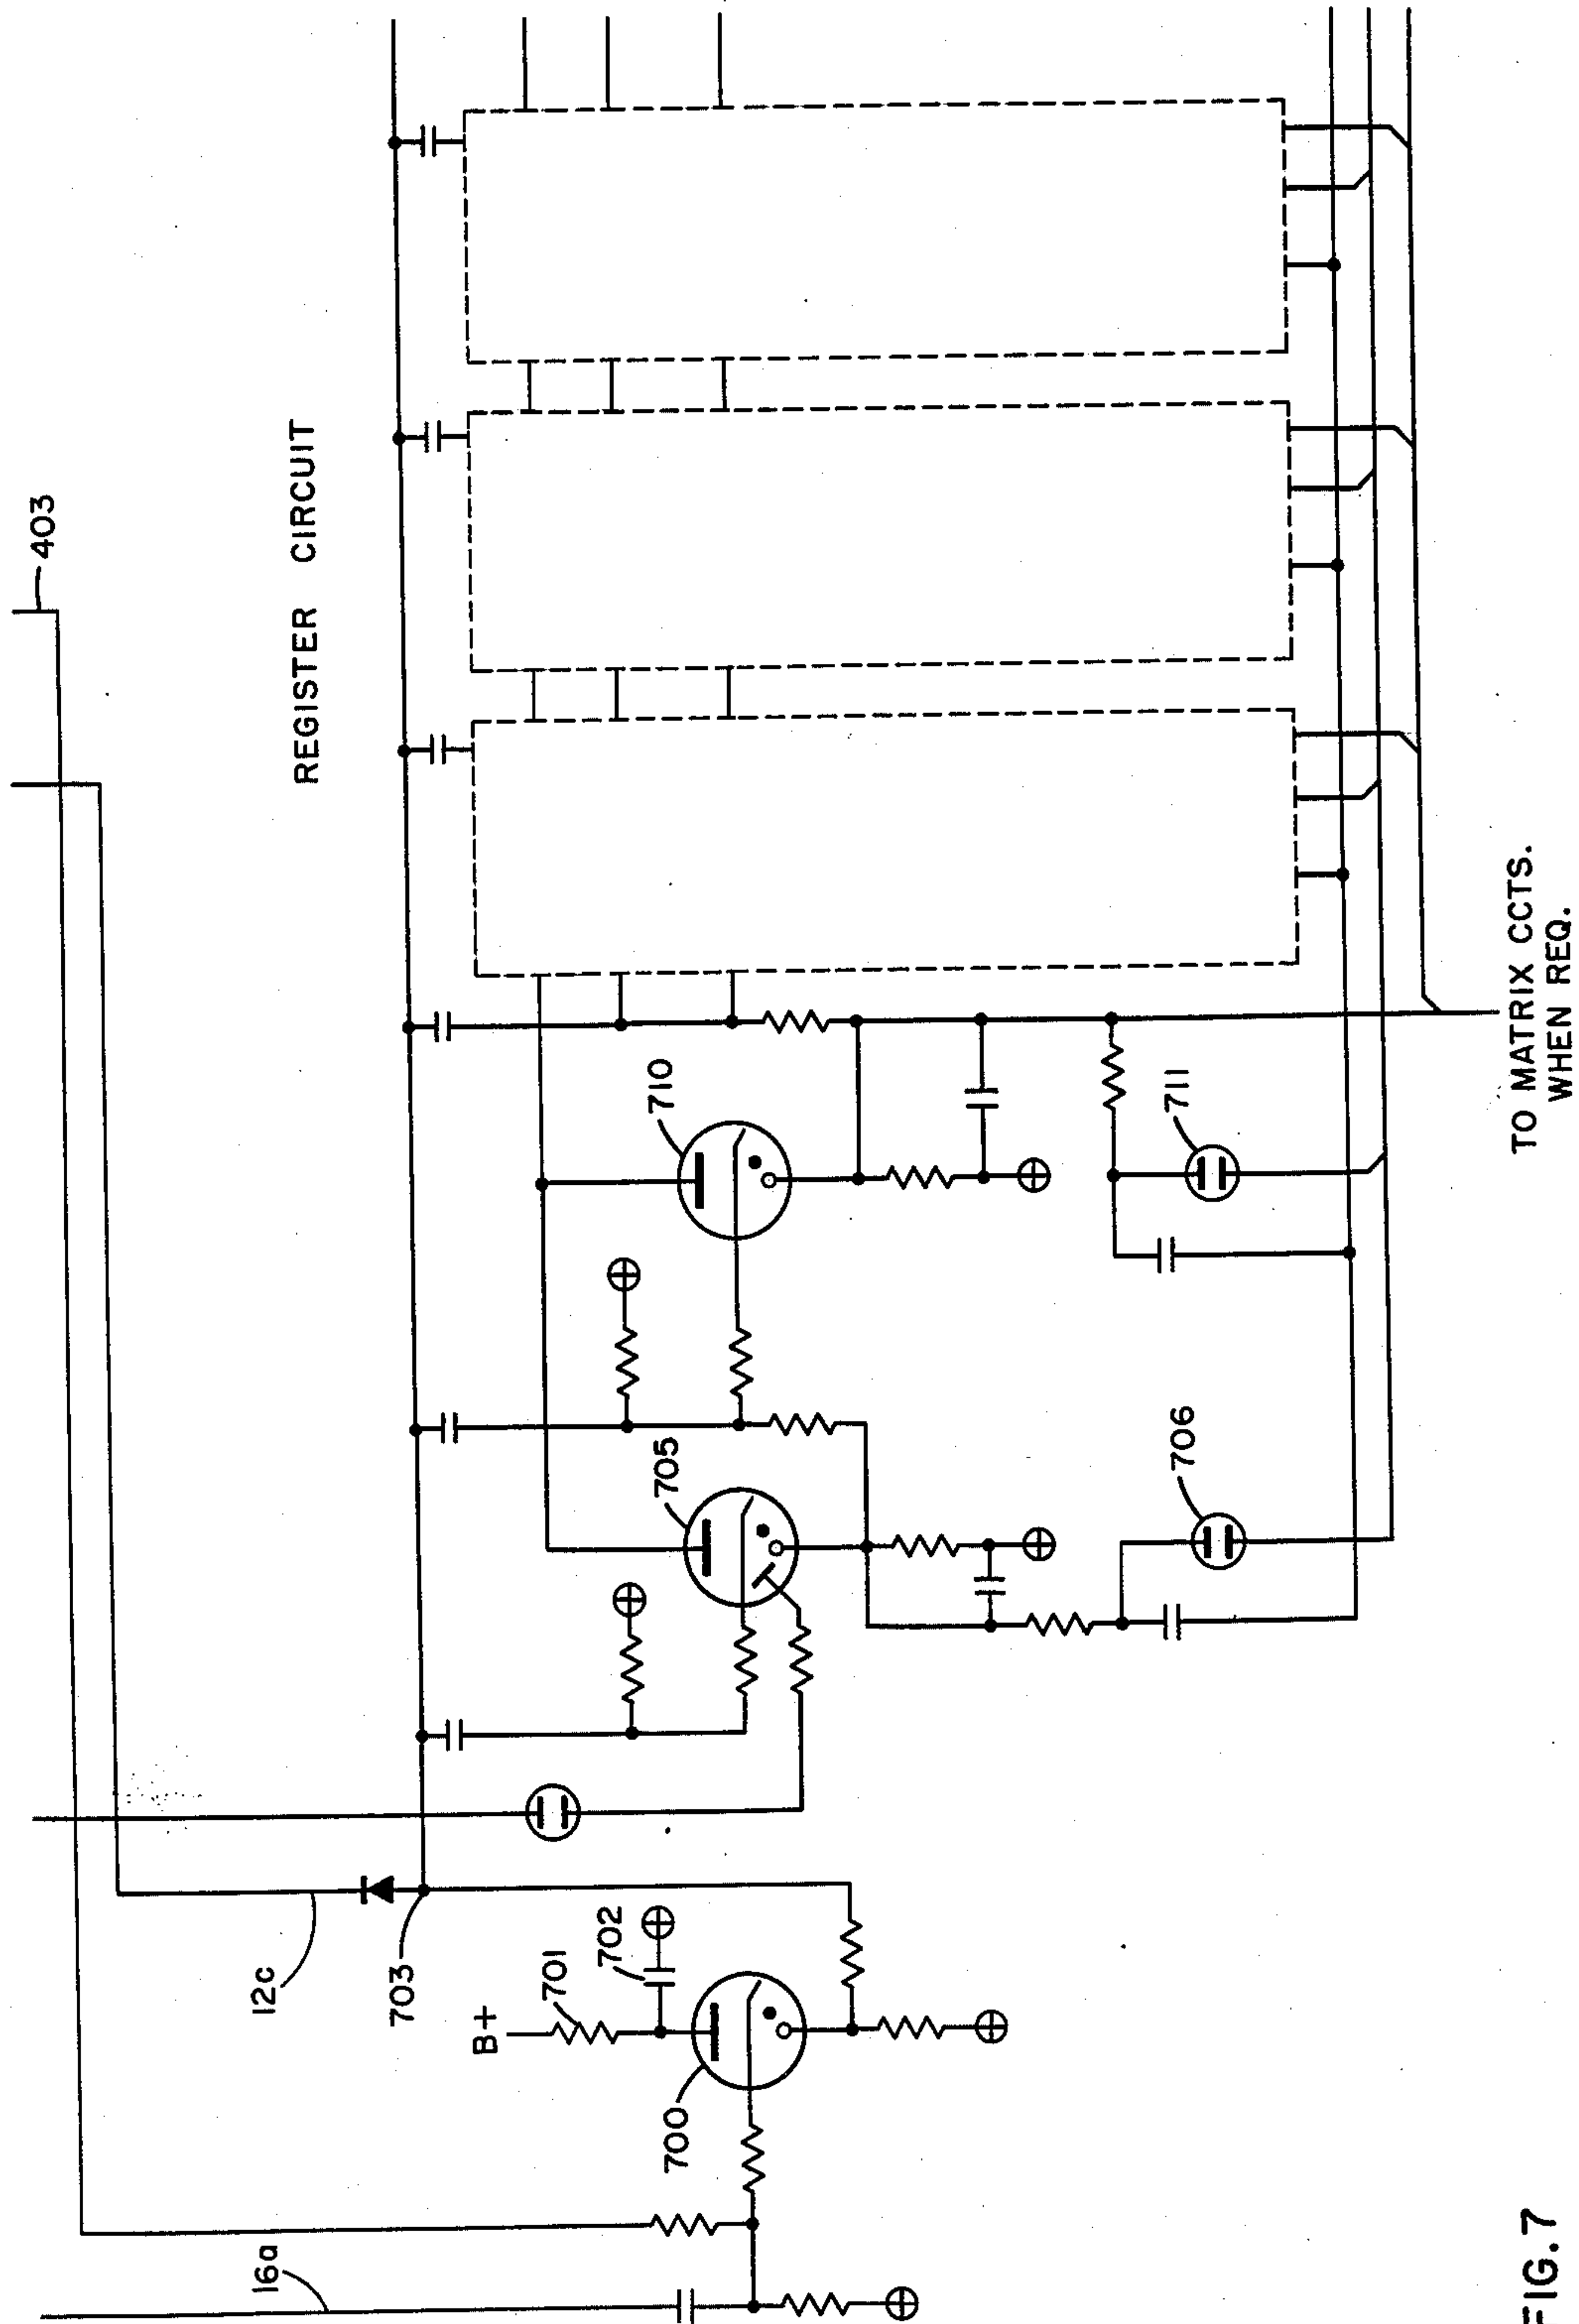 403
REGISTER CIRCUIT
12c
703
B+
701
702
700
16a
705
710
706
711
TO MATRIX CCTS.
WHEN REQ.
FIG. 7